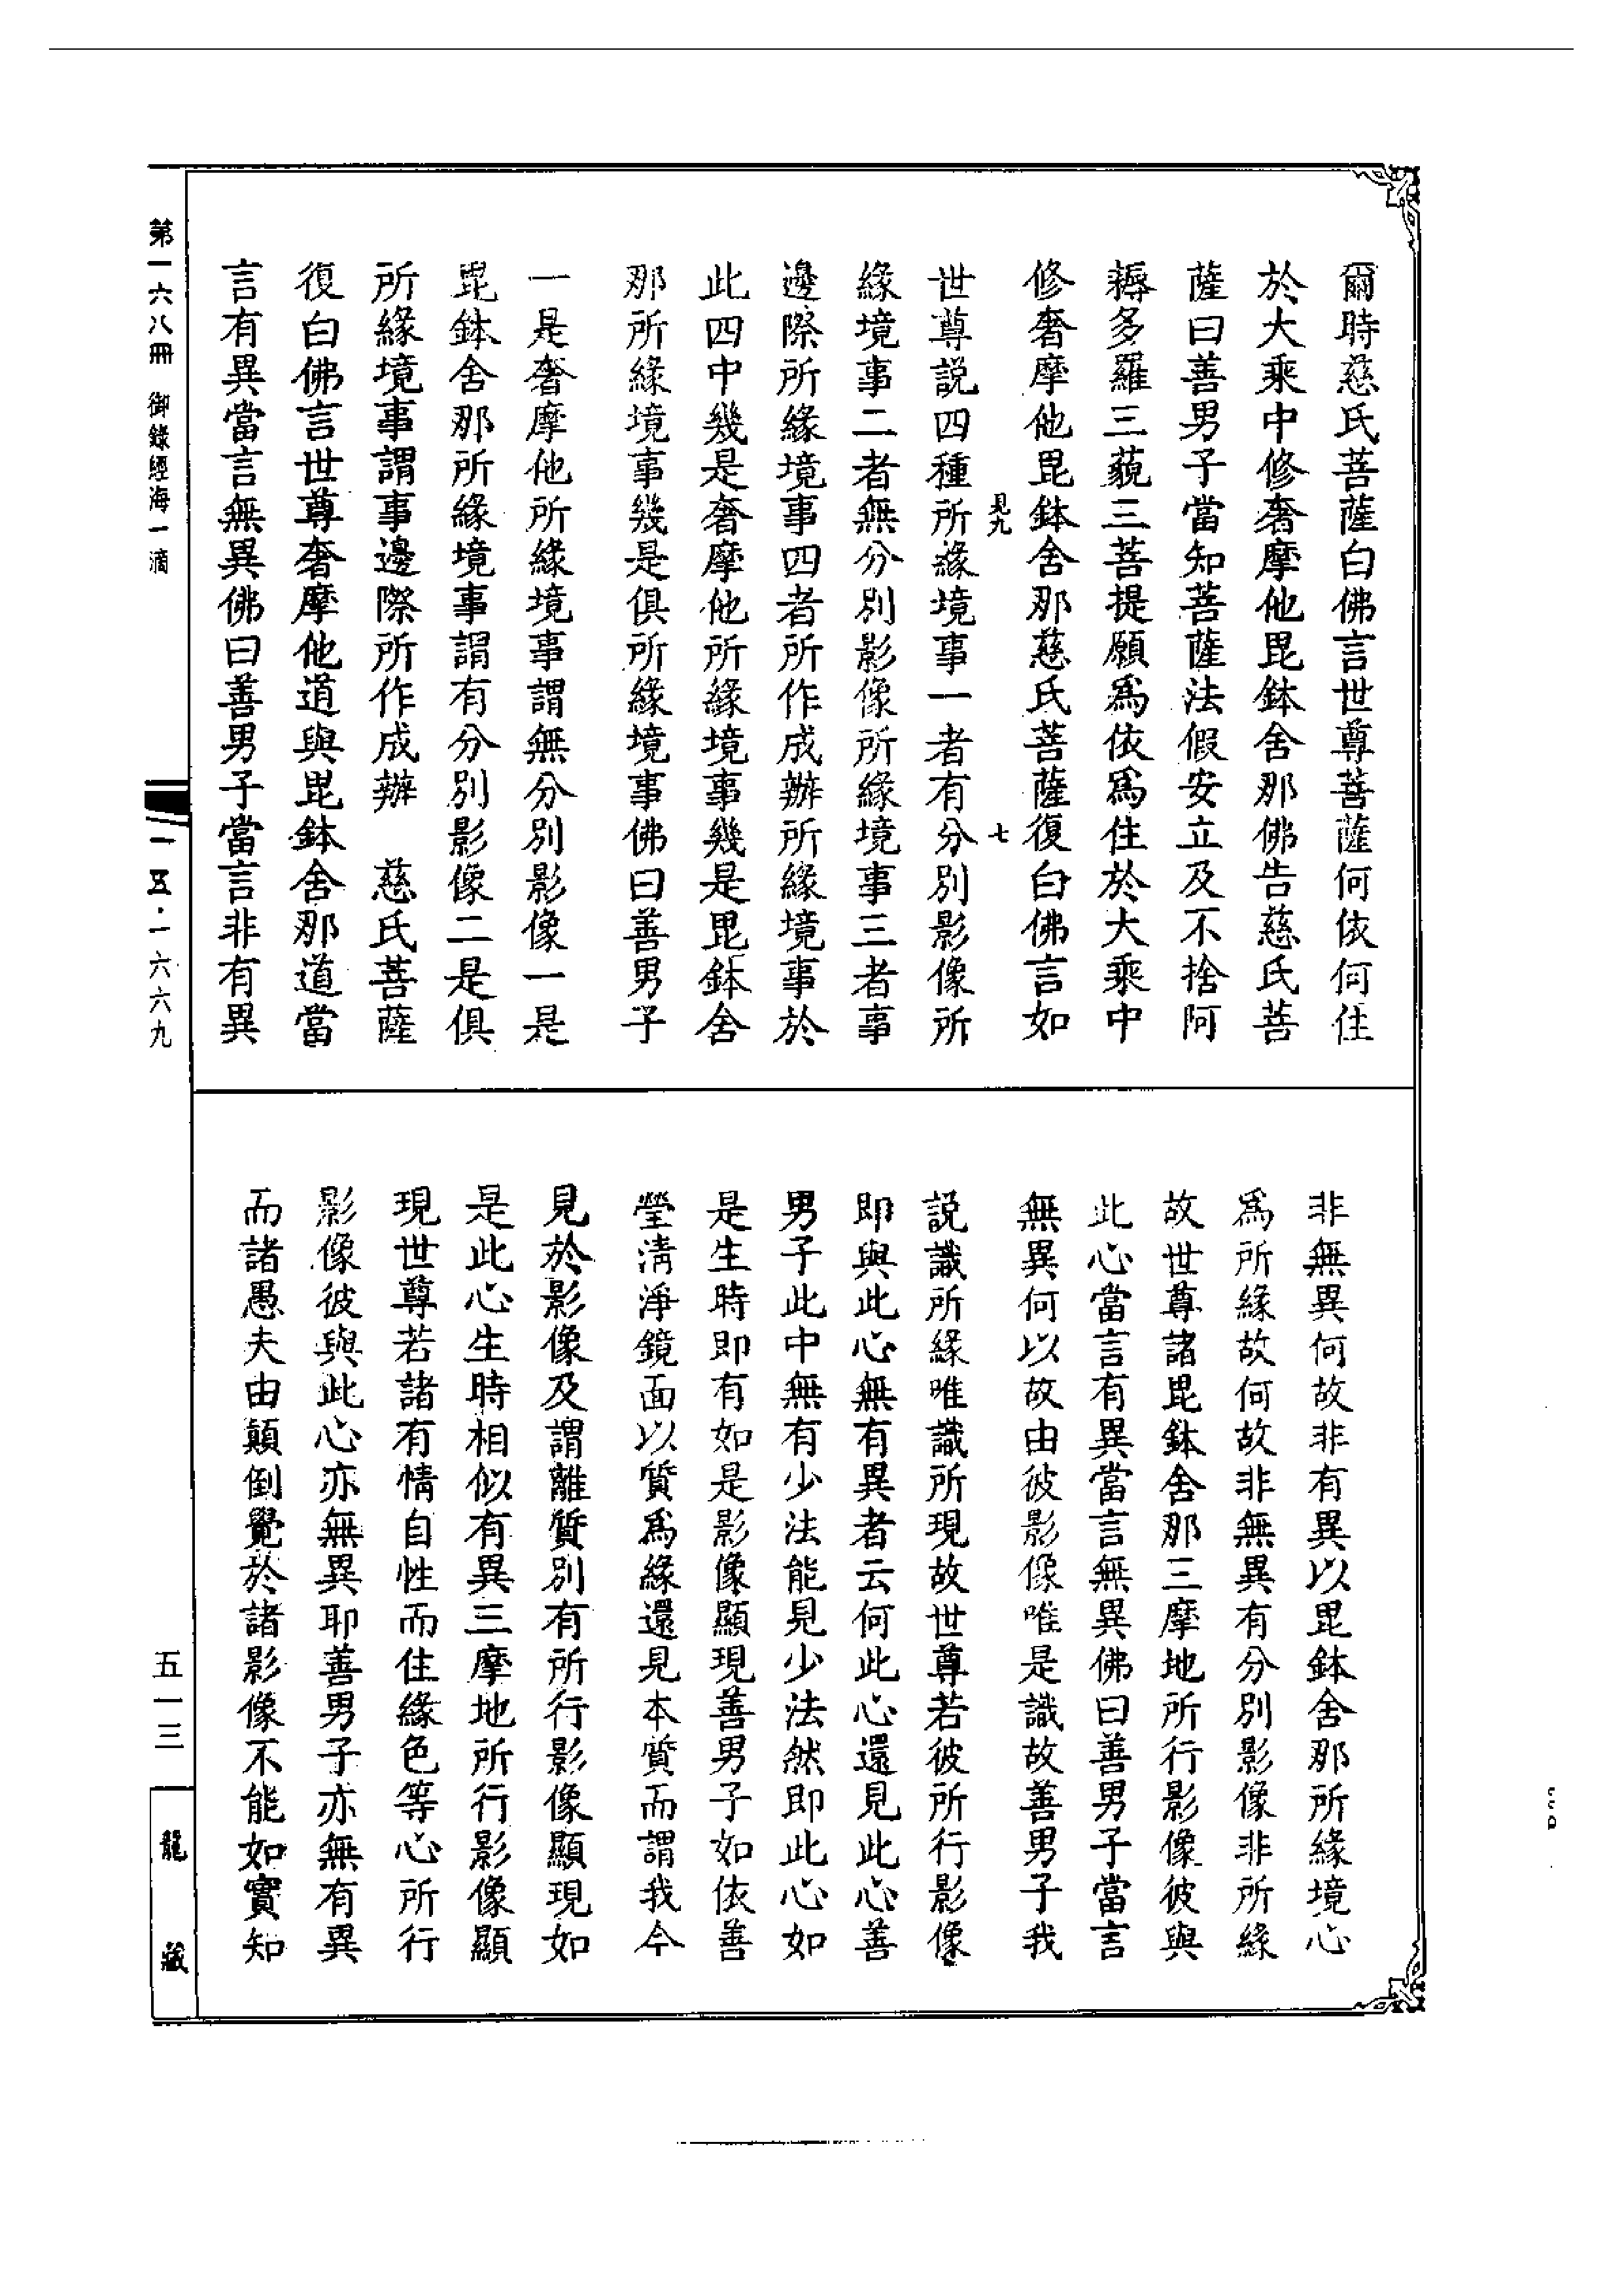 爾時慈氏菩薩白佛言世尊菩薩何依何住
於大乘中修奢摩他毘鉢舍那佛告慈氏菩
薩曰善男子當知菩薩法假安立及不捨阿
耨多羅三藐三菩提願爲依爲住於大乘中
修奢摩他毘鉢舍那慈氏菩薩復白佛言如
見九 七
世尊説四種所緣境事一者有分別影像所
緣境事二者無分別影像所緣境事三者事
邊際所緣境事四者所作成辦所緣境事於
此四中幾是奢摩他所緣境事幾是毘鉢舍
那所緣境事幾是俱所緣境事佛曰善男子
一是奢摩他所緣境事謂無分別影像一是
毘鉢舍那所緣境事謂有分別影像二是俱
所緣境事謂事邊際所作成辦 慈氏菩薩
復白佛言世尊奢摩他道與毘鉢舍那道當
言有異當言無異佛曰善男子當言非有異
非無異何故非有異以毘鉢舍那所緣境心
爲所緣故何故非無異有分別影像非所緣
故世尊諸毘鉢舍那三摩地所行影像彼與
此心當言有異當言無異佛曰善男子當言
無異何以故由彼影像唯是識故善男子我
説識所緣唯識所現故世尊若彼所行影像
即與此心無有異者云何此心還見此心善
男子此中無有少法能見少法然即此心如
是生時即有如是影像顯現善男子如依善
瑩清淨鏡面以質爲緣還見本質而謂我今
見於影像及謂離質別有所行影像顯現如
是此心生時相似有異三摩地所行影像顯
現世尊若諸有情自性而住緣色等心所行
影像彼與此心亦無異耶善男子亦無有異
而諸愚夫由顛倒覺於諸影像不能如實知
第一六八冊 御錄經海一滴
一五·一六六九
五一三
龍藏